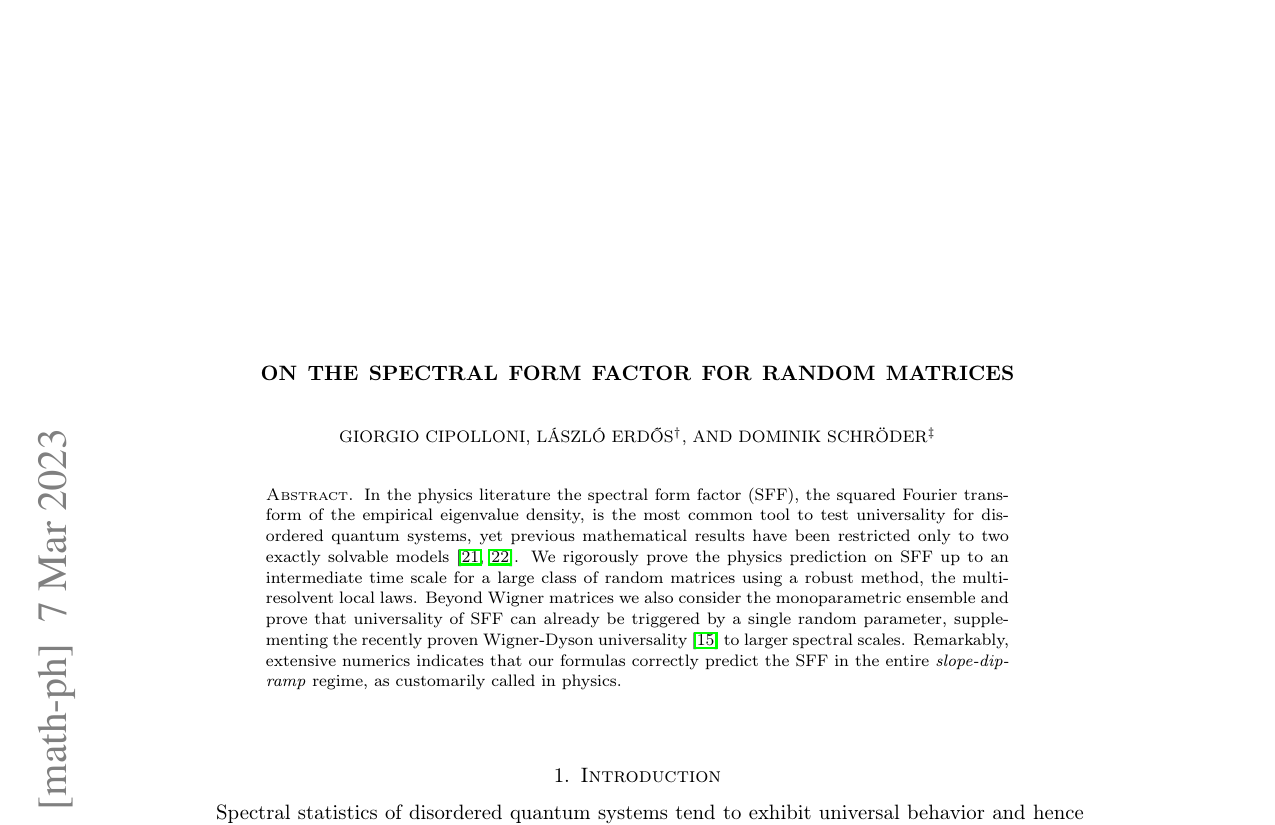 ON THE SPECTRAL FORM FACTOR FOR RANDOM MATRICES
GIORGIO CIPOLLONI, LÁSZLÓ ERDŐS†, AND DOMINIK SCHRÖDER‡
Abstract. In the physics literature the spectral form factor (SFF), the squared Fourier trans-
form of the empirical eigenvalue density, is the most common tool to test universality for dis-
ordered quantum systems, yet previous mathematical results have been restricted only to two
exactly solvable models [21, 22]. We rigorously prove the physics prediction on SFF up to an
intermediate time scale for a large class of random matrices using a robust method, the multi-
resolvent local laws. Beyond Wigner matrices we also consider the monoparametric ensemble and
prove that universality of SFF can already be triggered by a single random parameter, supple-
menting the recently proven Wigner-Dyson universality [15] to larger spectral scales. Remarkably,
extensive numerics indicates that our formulas correctly predict the SFF in the entire slope-dip-
ramp regime, as customarily called in physics.
1. Introduction
Spectral statistics of disordered quantum systems tend to exhibit universal behavior and hence
[math-ph] 7 Mar 2023